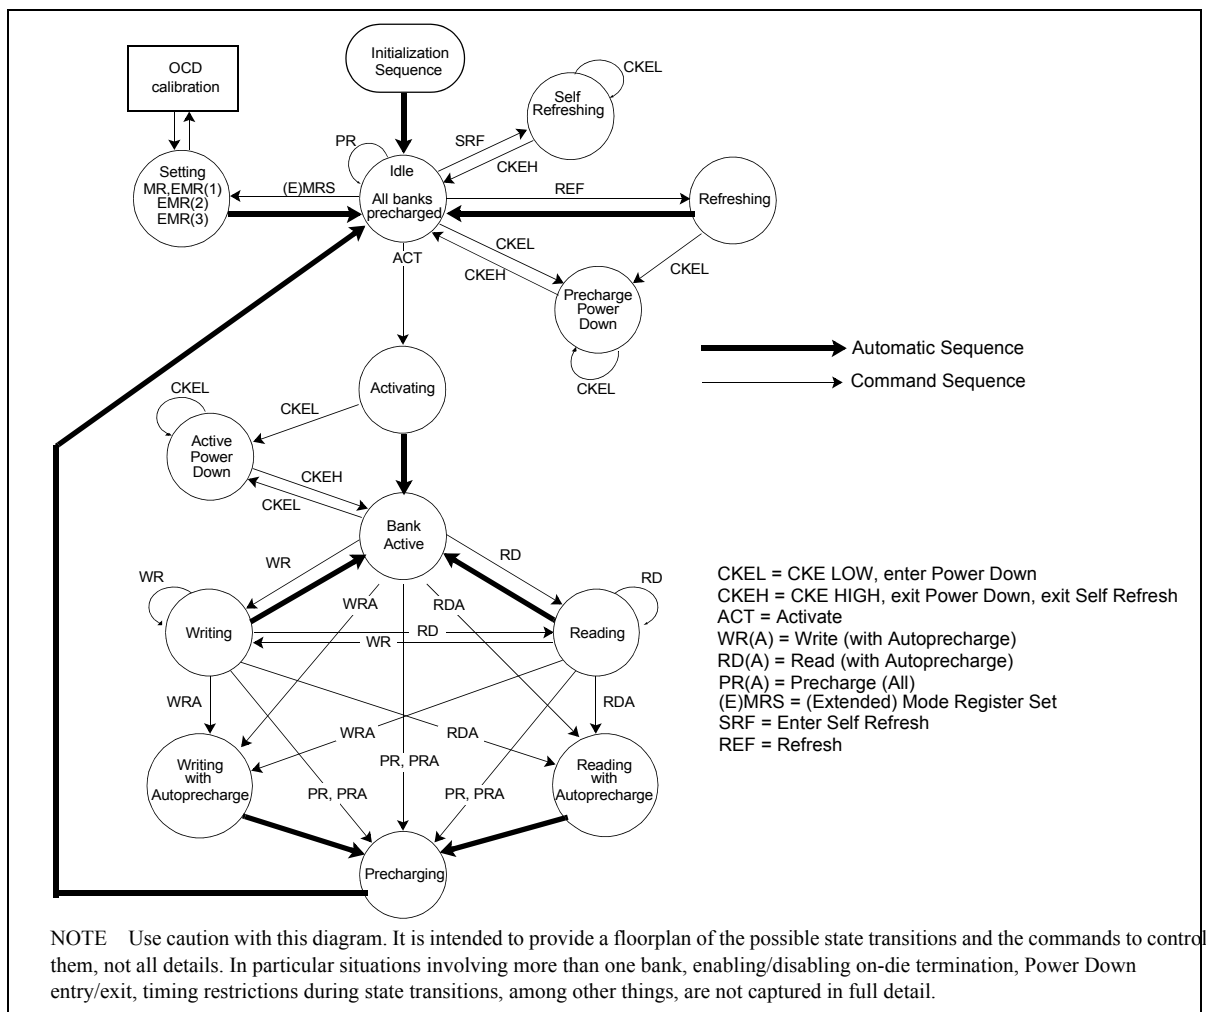 OCD
calibration
Initialization
Sequence
CKEL
Self
Refreshing
PR
SRF
CKEH
Idle
All banks
precharged
Setting
MR,EMR(1)
EMR(2)
EMR(3)
(E)MRS
REF
Refreshing
CKEL
CKEH
ACT
CKEL
Precharge
Power
Down
CKEL
Automatic Sequence
Command Sequence
Activating
CKEL
CKEL
Active
Power
Down
CKEH
CKEL
Bank
Active
WR
RD
WR
RD
WRA
RDA
Writing
RD
WR
Reading
WRA
RDA
WRA
RDA
PR, PRA
Writing
with
Autoprecharge
Reading
with
Autoprecharge
PR, PRA
PR, PRA
Precharging
CKEL = CKE LOW, enter Power Down
CKEH = CKE HIGH, exit Power Down, exit Self Refresh
ACT = Activate
WR(A) = Write (with Autoprecharge)
RD(A) = Read (with Autoprecharge)
PR(A) = Precharge (All)
(E)MRS = (Extended) Mode Register Set
SRF = Enter Self Refresh
REF = Refresh
NOTE Use caution with this diagram. It is intended to provide a floorplan of the possible state transitions and the commands to control
them, not all details. In particular situations involving more than one bank, enabling/disabling on-die termination, Power Down
entry/exit, timing restrictions during state transitions, among other things, are not captured in full detail.